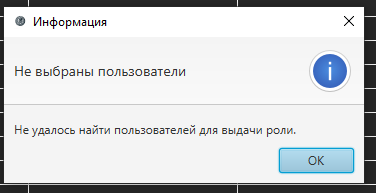 Информация
Не выбраны пользователи
Не удалось найти пользователей для выдачи роли.
OK